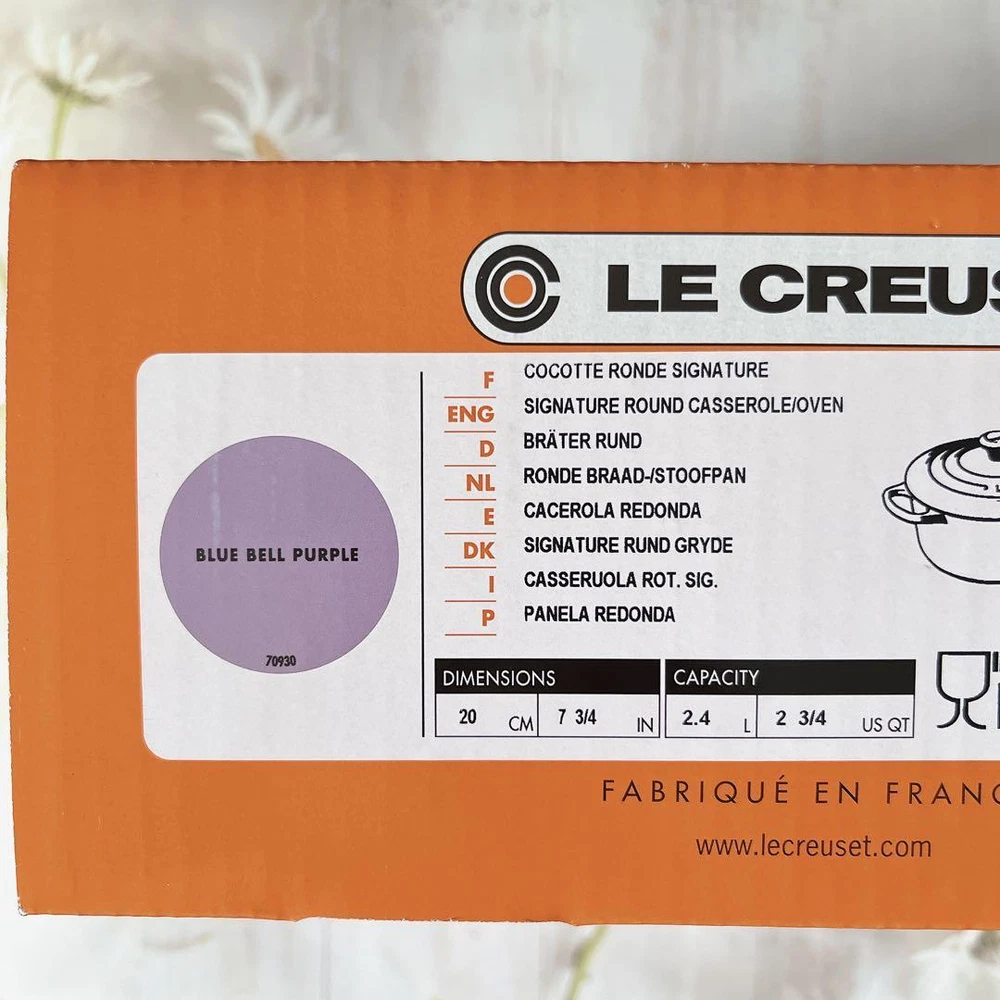 LE CREUS
F COCOTTE RONDE SIGNATURE
ENG SIGNATURE ROUND CASSEROLE/OVEN
D BRÄTER RUND
NL RONDE BRAAD-/STOOFPAN
E CACEROLA REDONDA
DK SIGNATURE RUND GRYDE
I CASSERUOLA ROT. SIG.
P PANELA REDONDA
BLUE BELL PURPLE
70930
DIMENSIONS CAPACITY
20 CM 7 3/4 IN 2.4 L 2 3/4 US QT
FABRIQUÉ EN FRANC
www.lecreuset.com